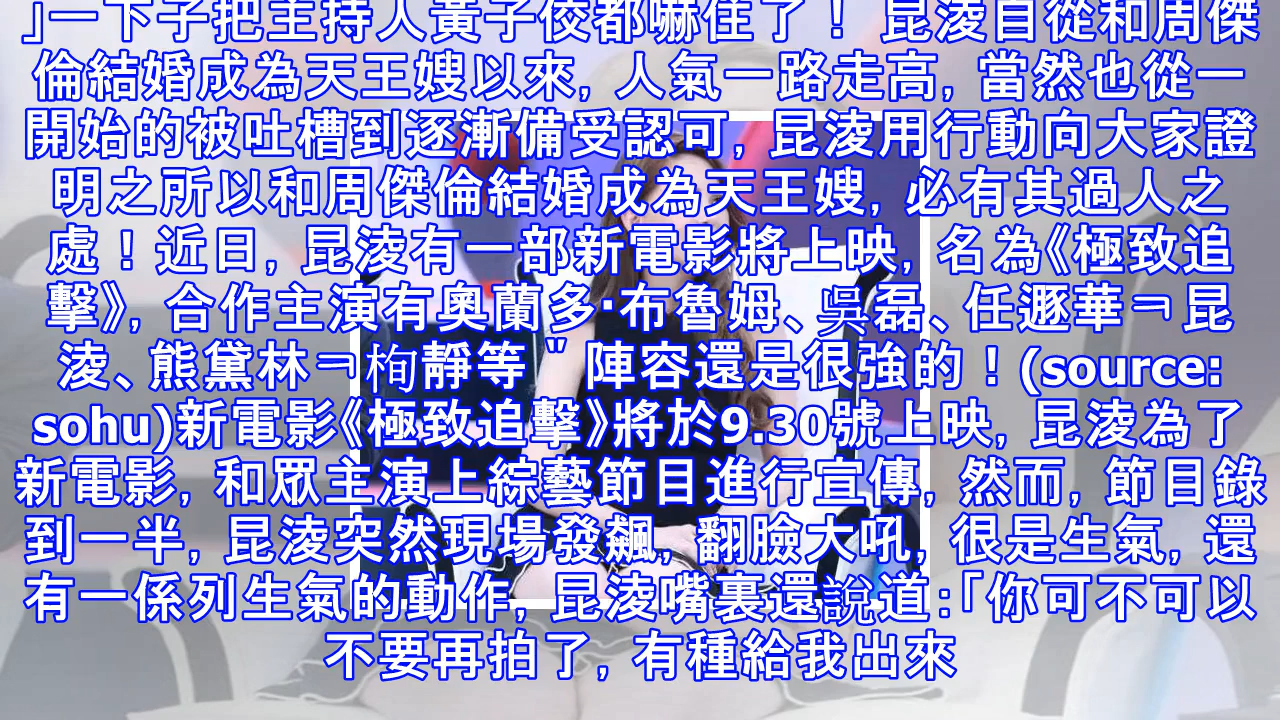 」一下子把主持人黃子佼都嚇住了！ 昆淩自從和周傑
倫結婚成為天王嫂以來, 人氣一路走高, 當然也從一
開始的被吐槽到逐漸備受認可, 昆淩用行動向大家證
明之所以和周傑倫結婚成為天王嫂, 必有其過人之
處！近日, 昆淩有一部新電影將上映, 名為《極致追
擊》, 合作主演有奧蘭多·布魯姆、吳磊、任遯華ㄱ昆
淩、熊黛林ㄱ栒靜等＂陣容還是很強的！(source:
sohu)新電影《極致追擊》將於9.30號上映, 昆淩為了
新電影, 和眾主演上綜藝節目進行宣傳, 然而, 節目錄
到一半, 昆淩突然現場發飆, 翻臉大吼, 很是生氣, 還
有一係列生氣的動作, 昆淩嘴裏還說道:「你可不可以
不要再拍了, 有種給我出來